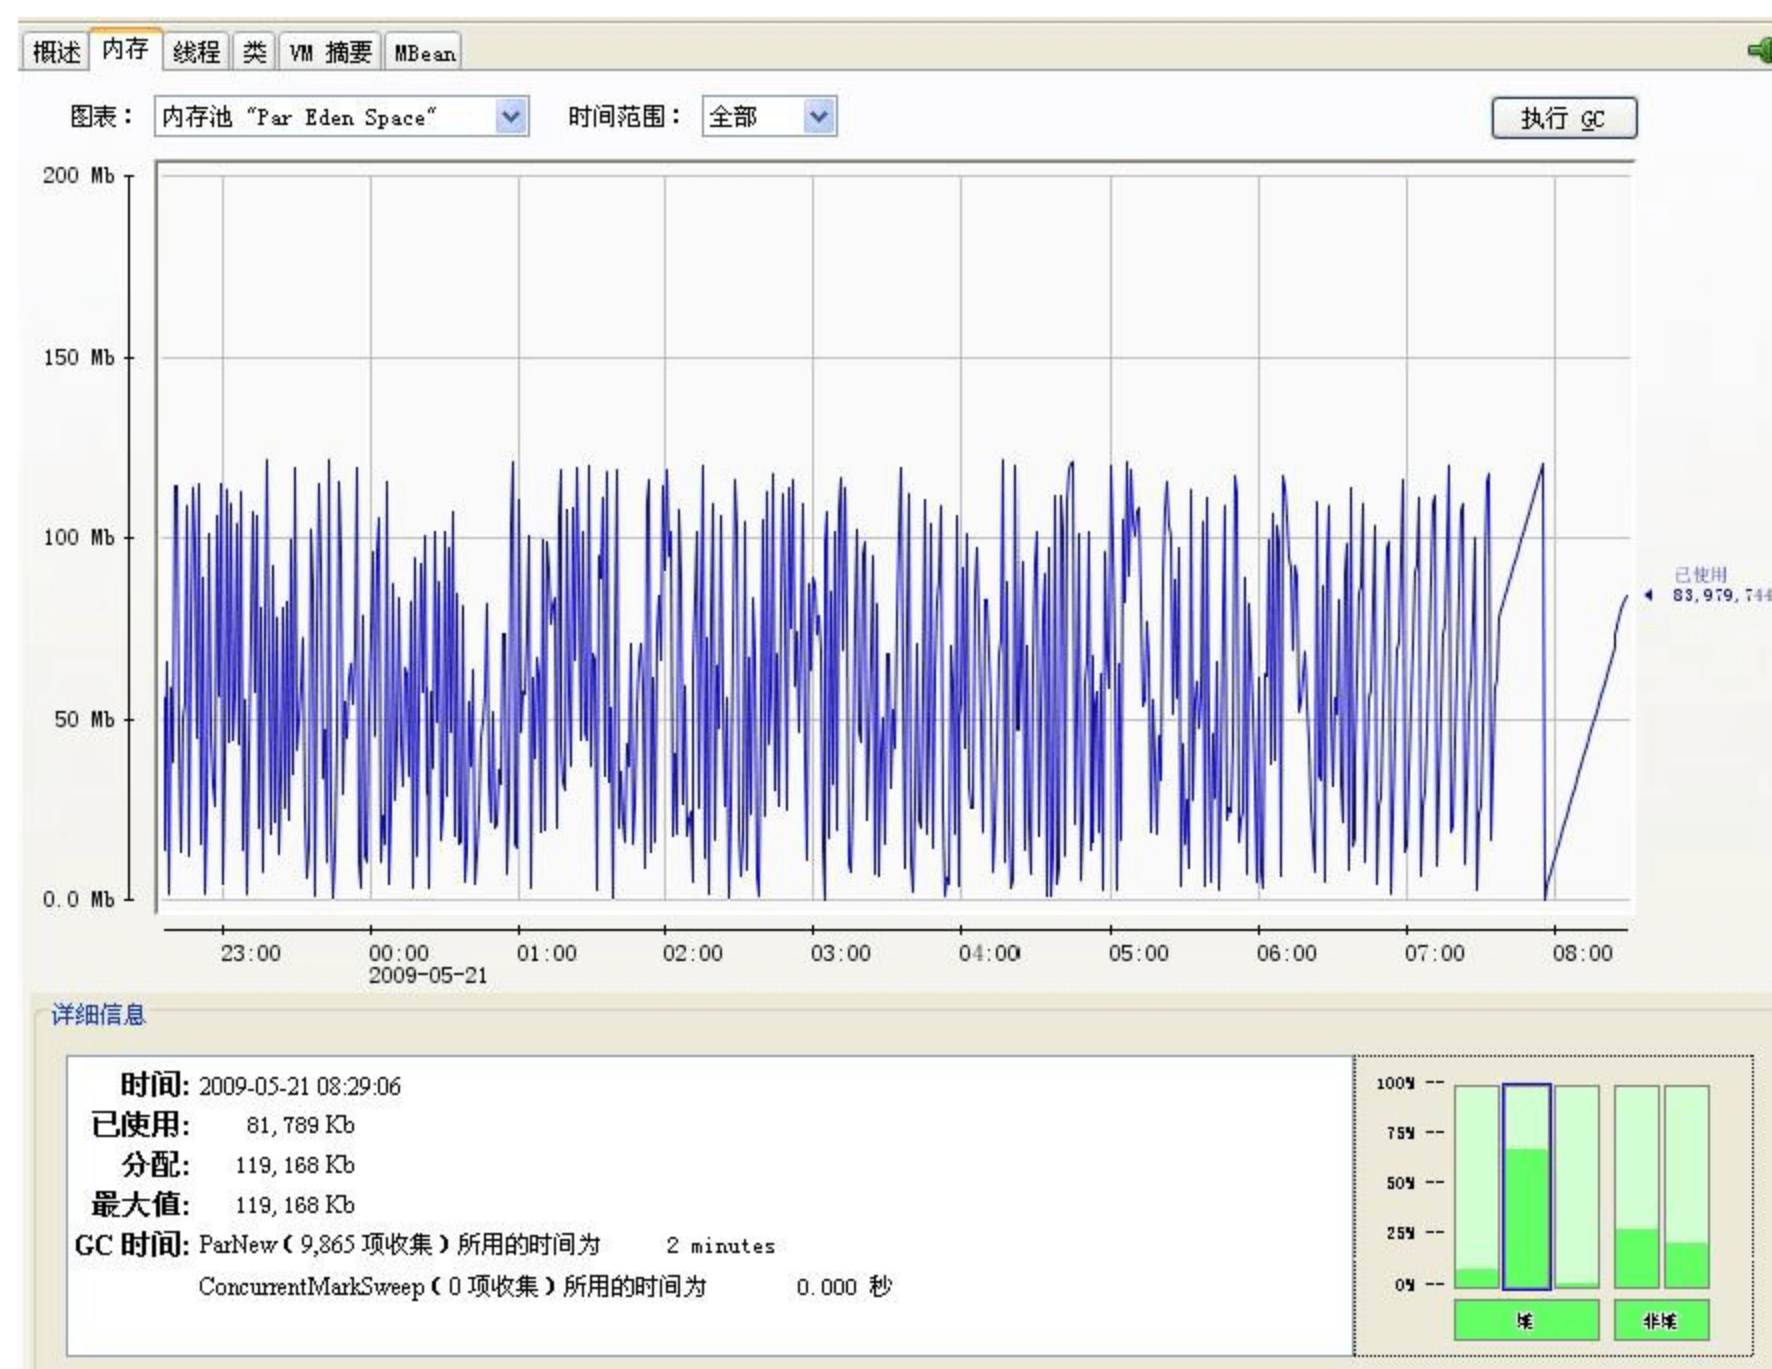 概述 内存 线程 类 VM 摘要 MBean
图表： 内存池 "Par Eden Space" 时间范围： 全部 执行 GC
200 Mb
150 Mb
100 Mb
50 Mb
0.0 Mb
已使用
83,979,744
23:00 00:00 01:00 02:00 03:00 04:00 05:00 06:00 07:00 08:00
2009-05-21
详细信息
时间: 2009-05-21 08:29:06
已使用: 81,789 Kb
分配: 119,168 Kb
最大值: 119,168 Kb
GC 时间: ParNew ( 9,865 项收集 ) 所用的时间为 2 minutes
ConcurrentMarkSweep ( 0 项收集 ) 所用的时间为 0.000 秒
100% --
75% --
50% --
25% --
0% --
堆 非堆